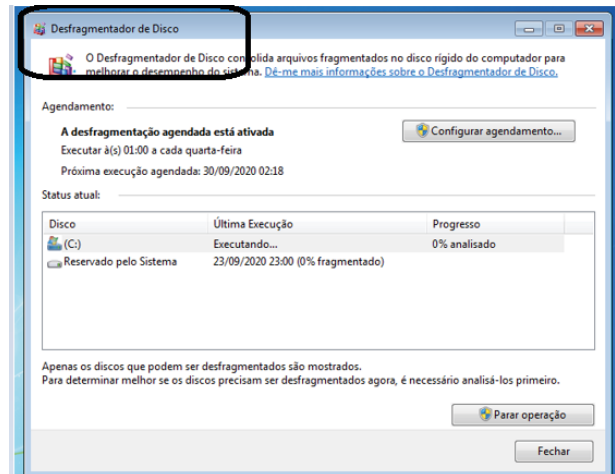 Desfragmentador de Disco
O Desfragmentador de Disco consolida arquivos fragmentados no disco rígido do computador para
melhorar o desempenho do sistema. Dê-me mais informações sobre o Desfragmentador de Disco.
Agendamento:
A desfragmentação agendada está ativada
Configurar agendamento...
Executar à(s) 01:00 a cada quarta-feira
Próxima execução agendada: 30/09/2020 02:18
Status atual:
Disco Última Execução Progresso
(C:) Executando... 0% analisado
Reservado pelo Sistema 23/09/2020 23:00 (0% fragmentado)
Apenas os discos que podem ser desfragmentados são mostrados.
Para determinar melhor se os discos precisam ser desfragmentados agora, é necessário analisá-los primeiro.
Parar operação
Fechar